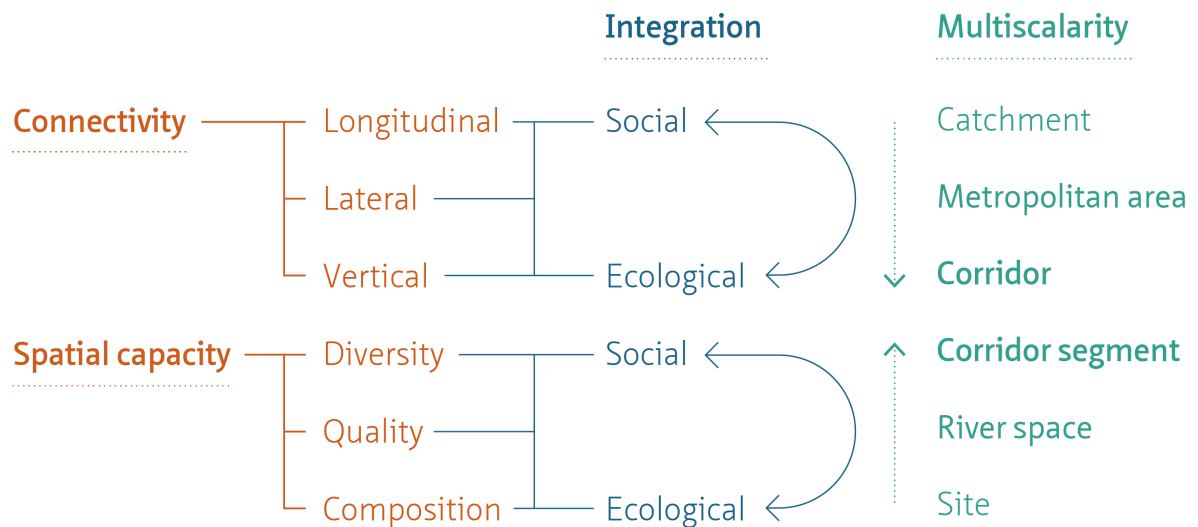 Integration
Multiscalarity
Connectivity
Longitudinal
Social
Catchment
Lateral
Metropolitan area
Vertical
Ecological
Corridor
Spatial capacity
Diversity
Social
Corridor segment
Quality
River space
Composition
Ecological
Site